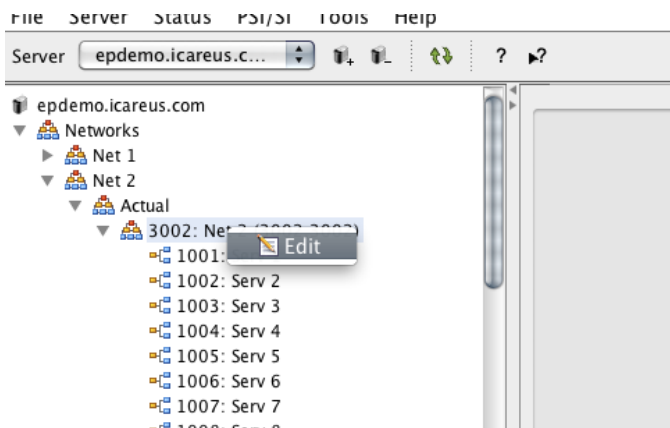 File Server Status PSI/SI Tools Help
Server epdemo.icareus.c... ? ?
epdemo.icareus.com
Networks
Net 1
Net 2
Actual
3002: Net
Edit
1001:
1002: Serv 2
1003: Serv 3
1004: Serv 4
1005: Serv 5
1006: Serv 6
1007: Serv 7